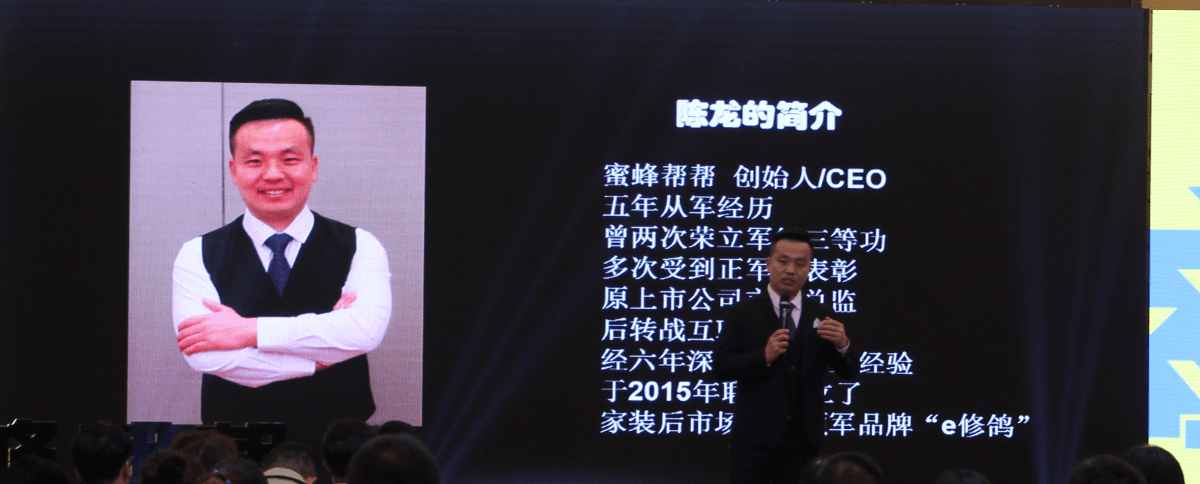 陈龙的简介
蜜蜂帮帮 创始人/CEO
五年从军经历
曾两次荣立军 三等功
多次受到正军 表彰
原上市公司 总监
后转战互
经六年深 经验
于2015年 立了
家装后市场 军品牌“e修鸽”